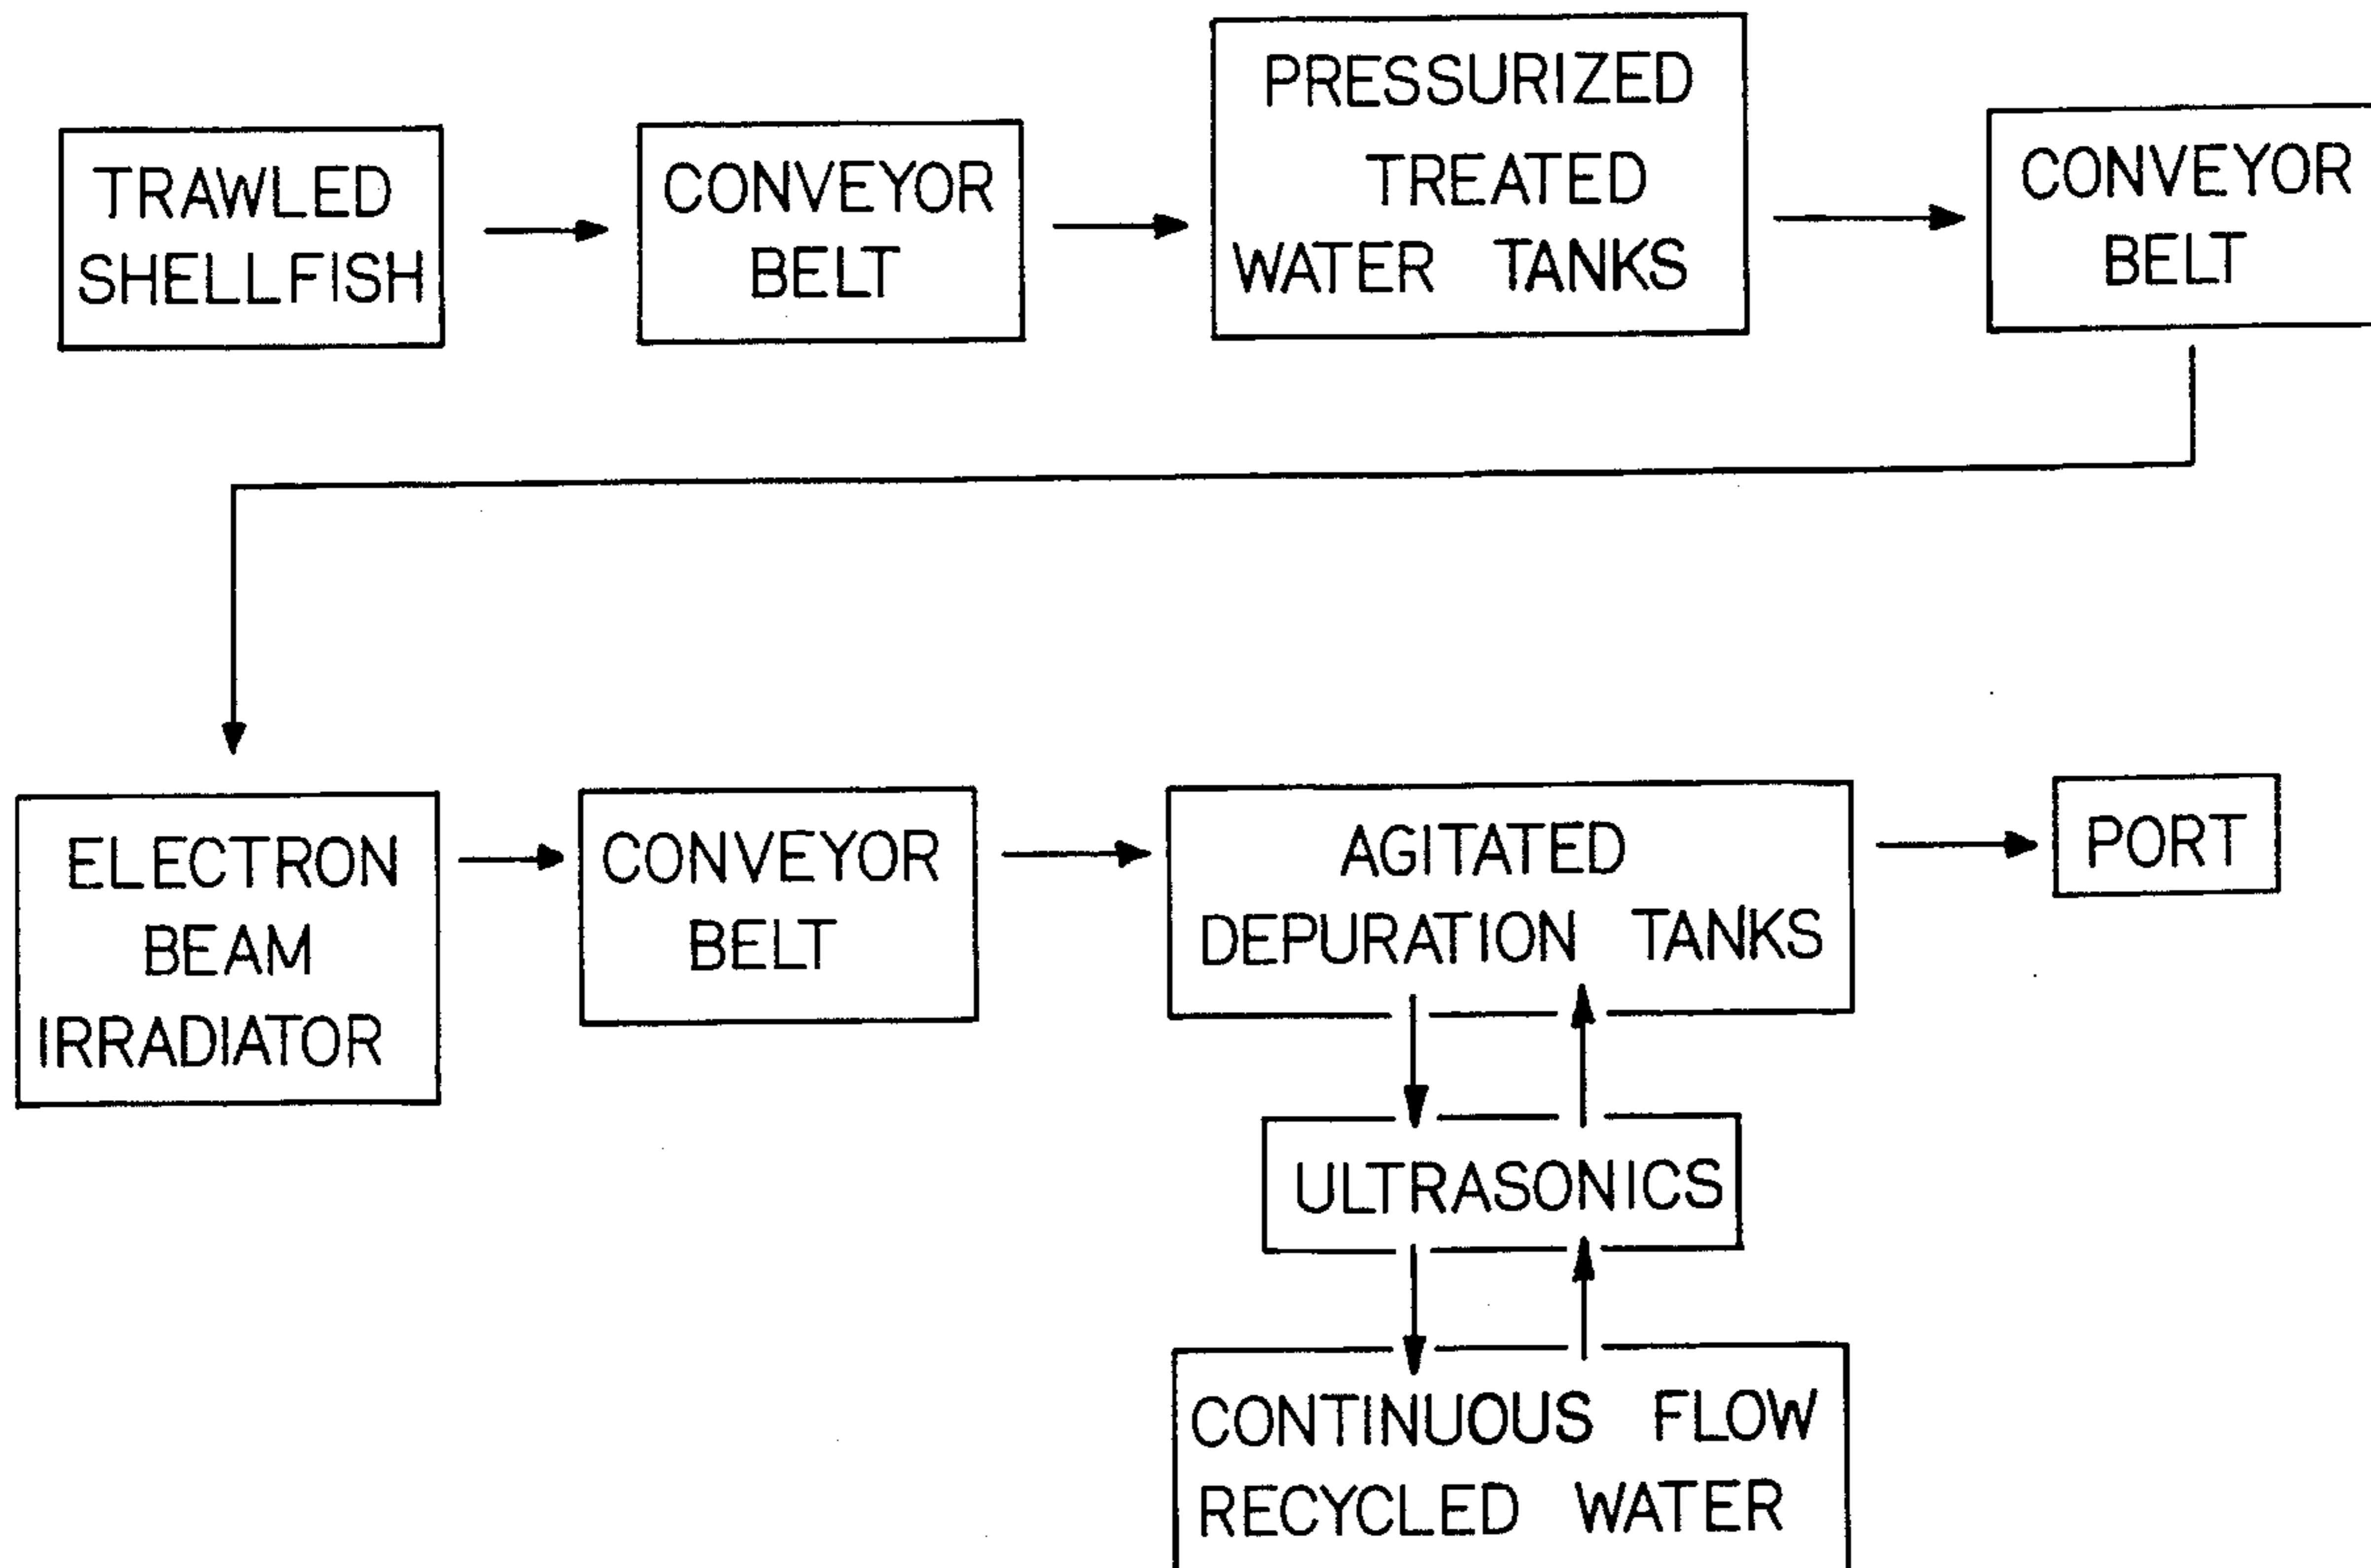 TRAWLED
SHELLFISH
CONVEYOR
BELT
PRESSURIZED
TREATED
WATER TANKS
CONVEYOR
BELT
ELECTRON
BEAM
IRRADIATOR
CONVEYOR
BELT
AGITATED
DEPURATION TANKS
PORT
ULTRASONICS
CONTINUOUS FLOW
RECYCLED WATER